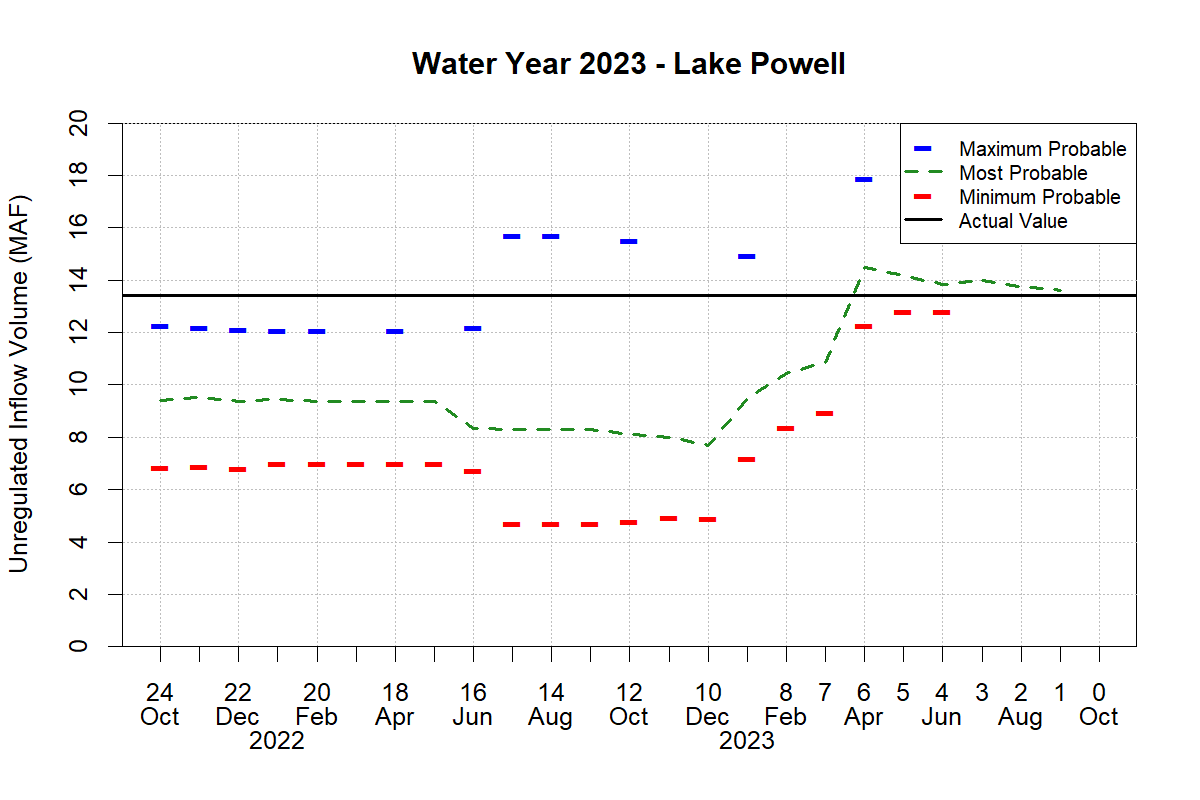 Water Year 2023 - Lake Powell
Unregulated Inflow Volume (MAF)
20
18
16
14
12
10
8
6
4
2
0
Maximum Probable
Most Probable
Minimum Probable
Actual Value
24 22 20 18 16 14 12 10 8 7 6 5 4 3 2 1 0
Oct Dec Feb Apr Jun Aug Oct Dec Feb Apr Jun Aug Oct
2022 2023